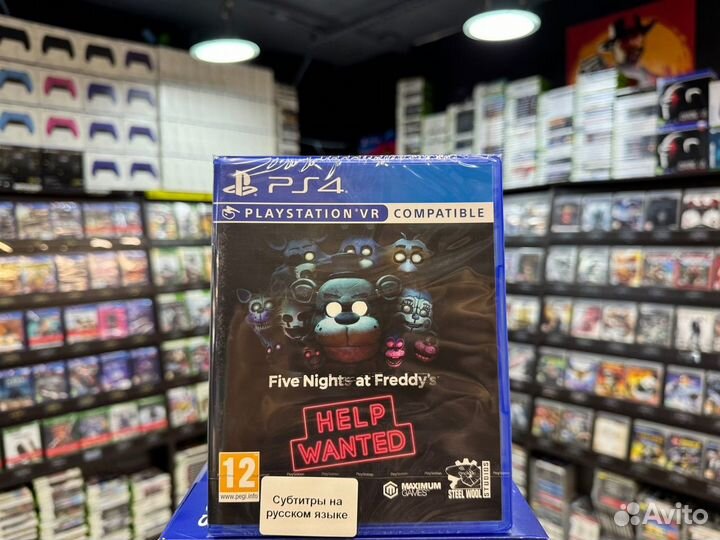 PS4
PLAYSTATION®VR COMPATIBLE
Five Nights at Freddy's
HELP
WANTED
12
www.pegi.info
Субтитры на
русском языке
MAXIMUM
GAMES
STEEL WOOL
STUDIOS
Avito